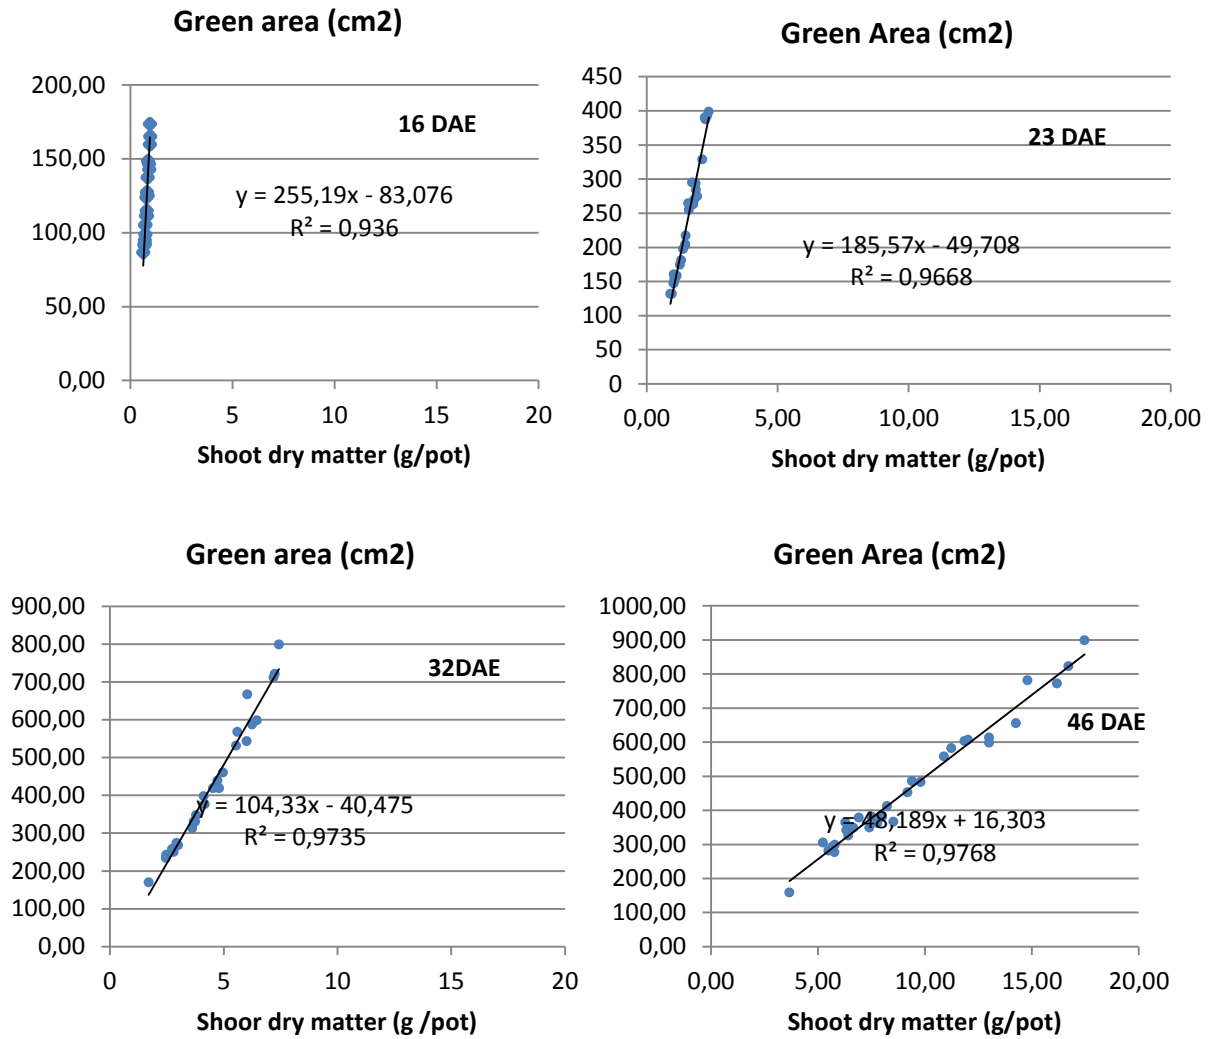 Green area (cm2)
200,00
150,00
100,00
50,00
0,00
0 5 10 15 20
16 DAE
y = 255,19x - 83,076
R² = 0,936
Shoot dry matter (g/pot)
Green Area (cm2)
450
400
350
300
250
200
150
100
50
0
0,00 5,00 10,00 15,00 20,00
23 DAE
y = 185,57x - 49,708
R² = 0,9668
Shoot dry matter (g/pot)
Green area (cm2)
900,00
800,00
700,00
600,00
500,00
400,00
300,00
200,00
100,00
0,00
0 5 10 15 20
32DAE
y = 104,33x - 40,475
R² = 0,9735
Shoor dry matter (g /pot)
Green Area (cm2)
1000,00
900,00
800,00
700,00
600,00
500,00
400,00
300,00
200,00
100,00
0,00
0,00 5,00 10,00 15,00 20,00
46 DAE
y = 48,189x + 16,303
R² = 0,9768
Shoot dry matter (g/pot)